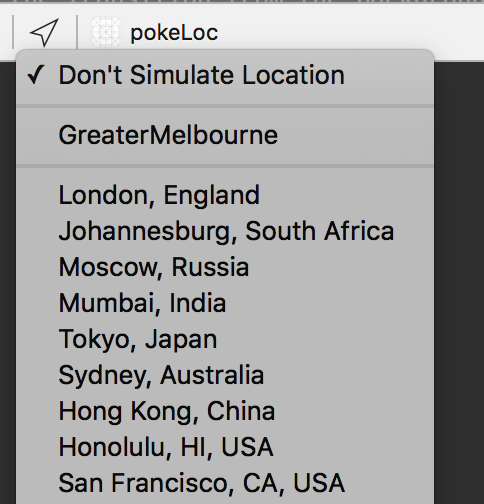 pokeLoc
✓ Don't Simulate Location
GreaterMelbourne
London, England
Johannesburg, South Africa
Moscow, Russia
Mumbai, India
Tokyo, Japan
Sydney, Australia
Hong Kong, China
Honolulu, HI, USA
San Francisco, CA, USA